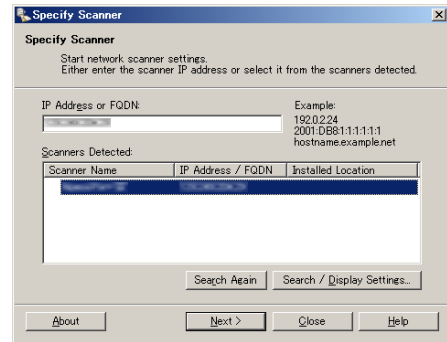 Specify Scanner
Specify Scanner
Start network scanner settings.
Either enter the scanner IP address or select it from the scanners detected.
IP Address or FQDN:
Example:
192.0.2.24
2001:DB8:1:1:1:1:1
hostname.example.net
Scanners Detected:
Scanner Name IP Address / FQDN Installed Location
Search Again Search / Display Settings...
About Next > Close Help